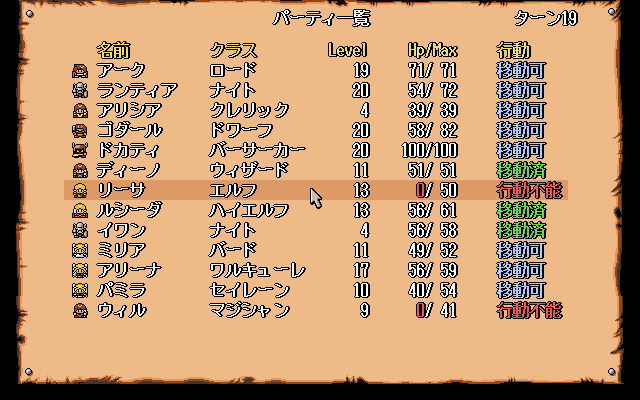 パーティ一覧 ターン19
名前 クラス Level Hp/Max 行動
アーク ロード 19 71/ 71 移動可
ランティア ナイト 20 54/ 72 移動可
アリシア クレリック 4 39/ 39 移動可
ゴダール ドワーフ 20 58/ 82 移動可
ドカティ バーサーカー 20 100/100 移動可
ディーノ ウィザード 11 51/ 51 移動済
リーサ エルフ 13 0/ 50 行動不能
ルシーダ ハイエルフ 13 56/ 61 移動済
イワン ナイト 4 56/ 58 移動済
ミリア バード 11 49/ 52 移動可
アリーナ ワルキューレ 17 56/ 59 移動可
パミラ セイレーン 10 40/ 54 移動可
ウィル マジシャン 9 0/ 41 行動不能